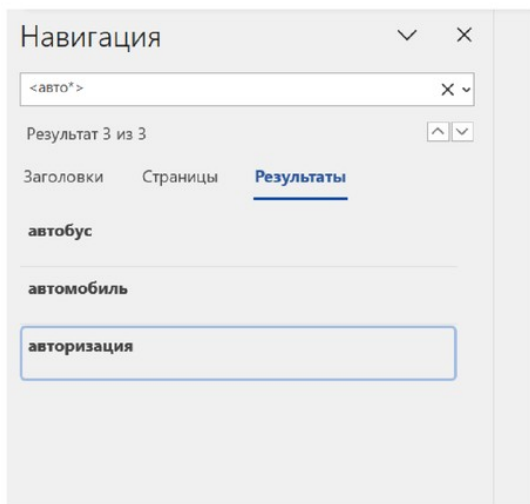 Навигация
<авто*>
Результат 3 из 3
Заголовки Страницы Результаты
автобус
автомобиль
авторизация